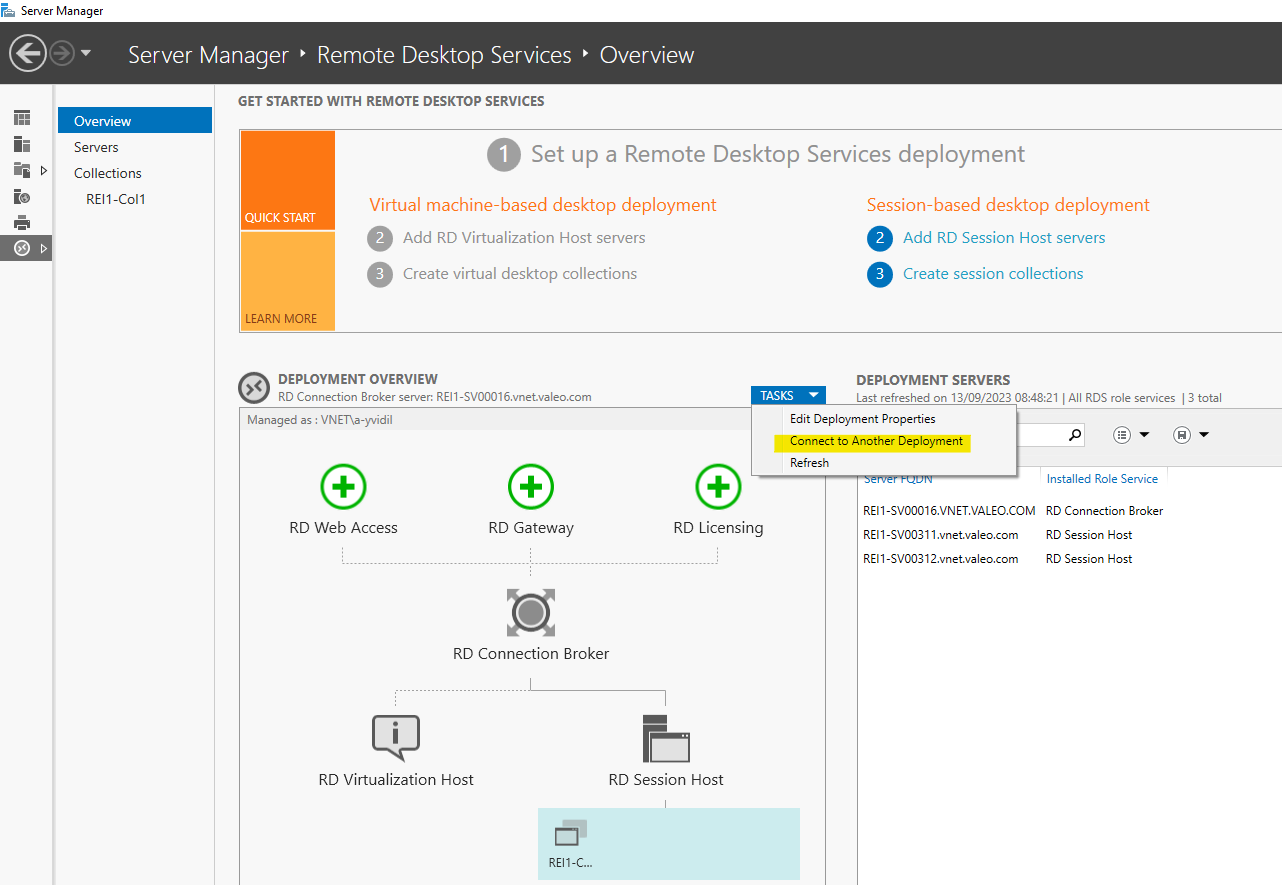 Server Manager
Server Manager ‣ Remote Desktop Services ‣ Overview
Overview
Servers
Collections
REI1-Col1
GET STARTED WITH REMOTE DESKTOP SERVICES
QUICK START
LEARN MORE
1 Set up a Remote Desktop Services deployment
Virtual machine-based desktop deployment
2 Add RD Virtualization Host servers
3 Create virtual desktop collections
Session-based desktop deployment
2 Add RD Session Host servers
3 Create session collections
DEPLOYMENT OVERVIEW
RD Connection Broker server: REI1-SV00016.vnet.valeo.com
Managed as : VNET\a-yvidil
TASKS
Edit Deployment Properties
Connect to Another Deployment
Refresh
RD Web Access
RD Gateway
RD Licensing
RD Connection Broker
RD Virtualization Host
RD Session Host
REI1-C...
DEPLOYMENT SERVERS
Last refreshed on 13/09/2023 08:48:21 | All RDS role services | 3 total
Server FQDN Installed Role Service
REI1-SV00016.VNET.VALEO.COM RD Connection Broker
REI1-SV00311.vnet.valeo.com RD Session Host
REI1-SV00312.vnet.valeo.com RD Session Host